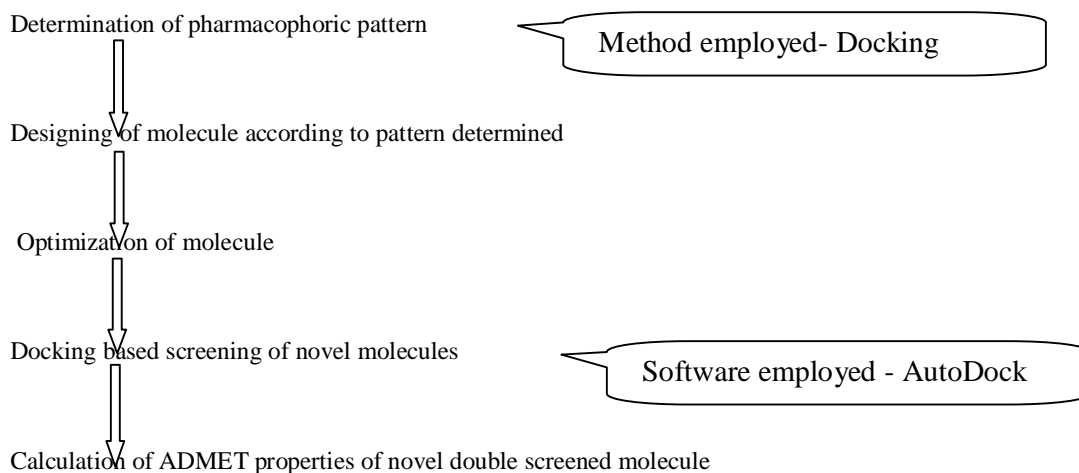 Determination of pharmacophoric pattern
Method employed- Docking
Designing of molecule according to pattern determined
Optimization of molecule
Docking based screening of novel molecules
Software employed - AutoDock
Calculation of ADMET properties of novel double screened molecule